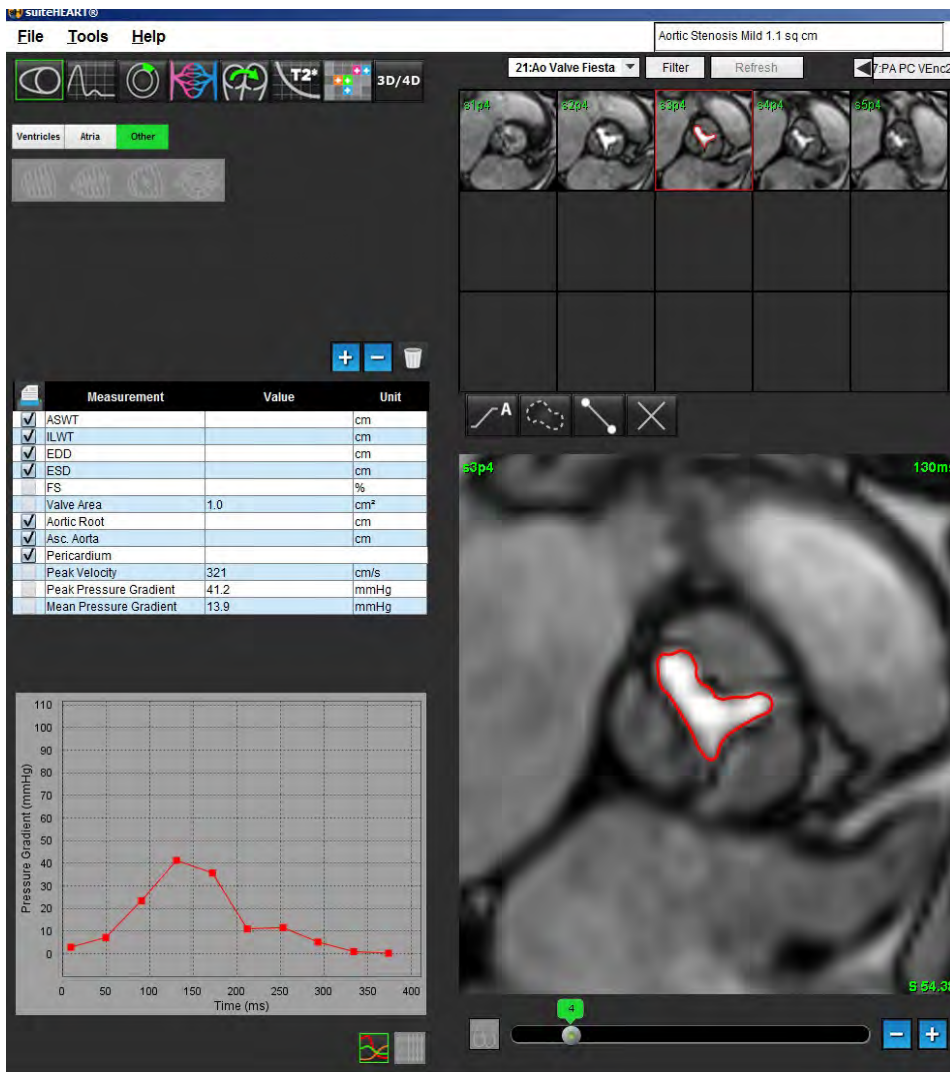 suiteHEART®
File Tools Help
Aortic Stenosis Mild 1.1 sq cm
T2* 3D/4D
21:Ao Valve Fiesta Filter Refresh 7:PA PC VEnc2
Ventricles Atria Other
s1p4 s2p4 s3p4 s4p4 s5p4
Measurement Value Unit
ASWT cm
ILWT cm
EDD cm
ESD cm
FS %
Valve Area 1.0 cm²
Aortic Root cm
Asc. Aorta cm
Pericardium
Peak Velocity 321 cm/s
Peak Pressure Gradient 41.2 mmHg
Mean Pressure Gradient 13.9 mmHg
A
s3p4 130ms
Pressure Gradient (mmHg)
110
100
90
80
70
60
50
40
30
20
10
0
0 50 100 150 200 250 300 350 400
Time (ms)
S 54.38
4